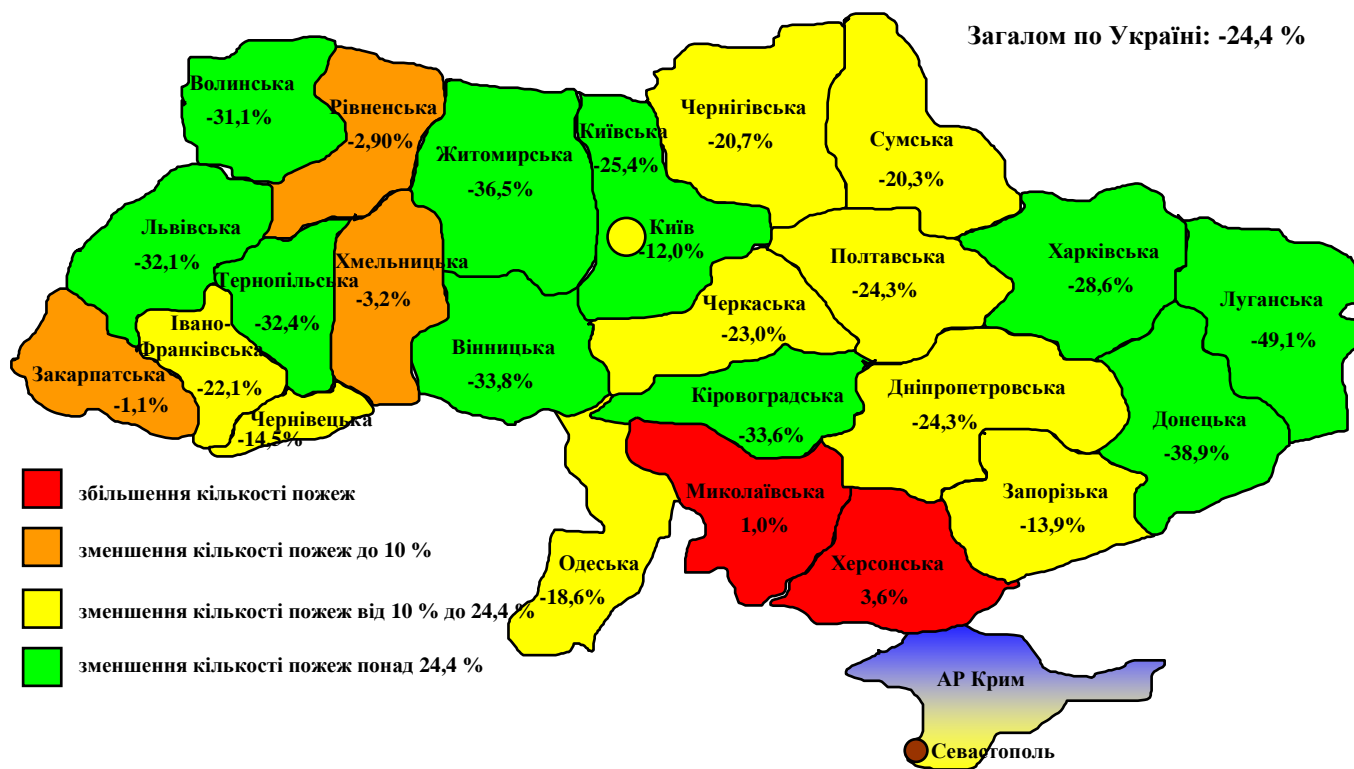 Загалом по Україні: -24,4 %
Волинська
-31,1%
Рівненська
-2,90%
Житомирська
-36,5%
Київська
-25,4%
Чернігівська
-20,7%
Сумська
-20,3%
Львівська
-32,1%
Тернопільська
-32,4%
Хмельницька
-3,2%
Київ
-12,0%
Полтавська
-24,3%
Харківська
-28,6%
Луганська
-49,1%
Закарпатська
-1,1%
Івано-
Франківська
-22,1%
Чернівецька
-14,5%
Вінницька
-33,8%
Черкаська
-23,0%
Кіровоградська
-33,6%
Дніпропетровська
-24,3%
Донецька
-38,9%
Миколаївська
1,0%
Запорізька
-13,9%
Одеська
-18,6%
Херсонська
3,6%
АР Крим
Севастополь
збільшення кількості пожеж
зменшення кількості пожеж до 10 %
зменшення кількості пожеж від 10 % до 24,4 %
зменшення кількості пожеж понад 24,4 %